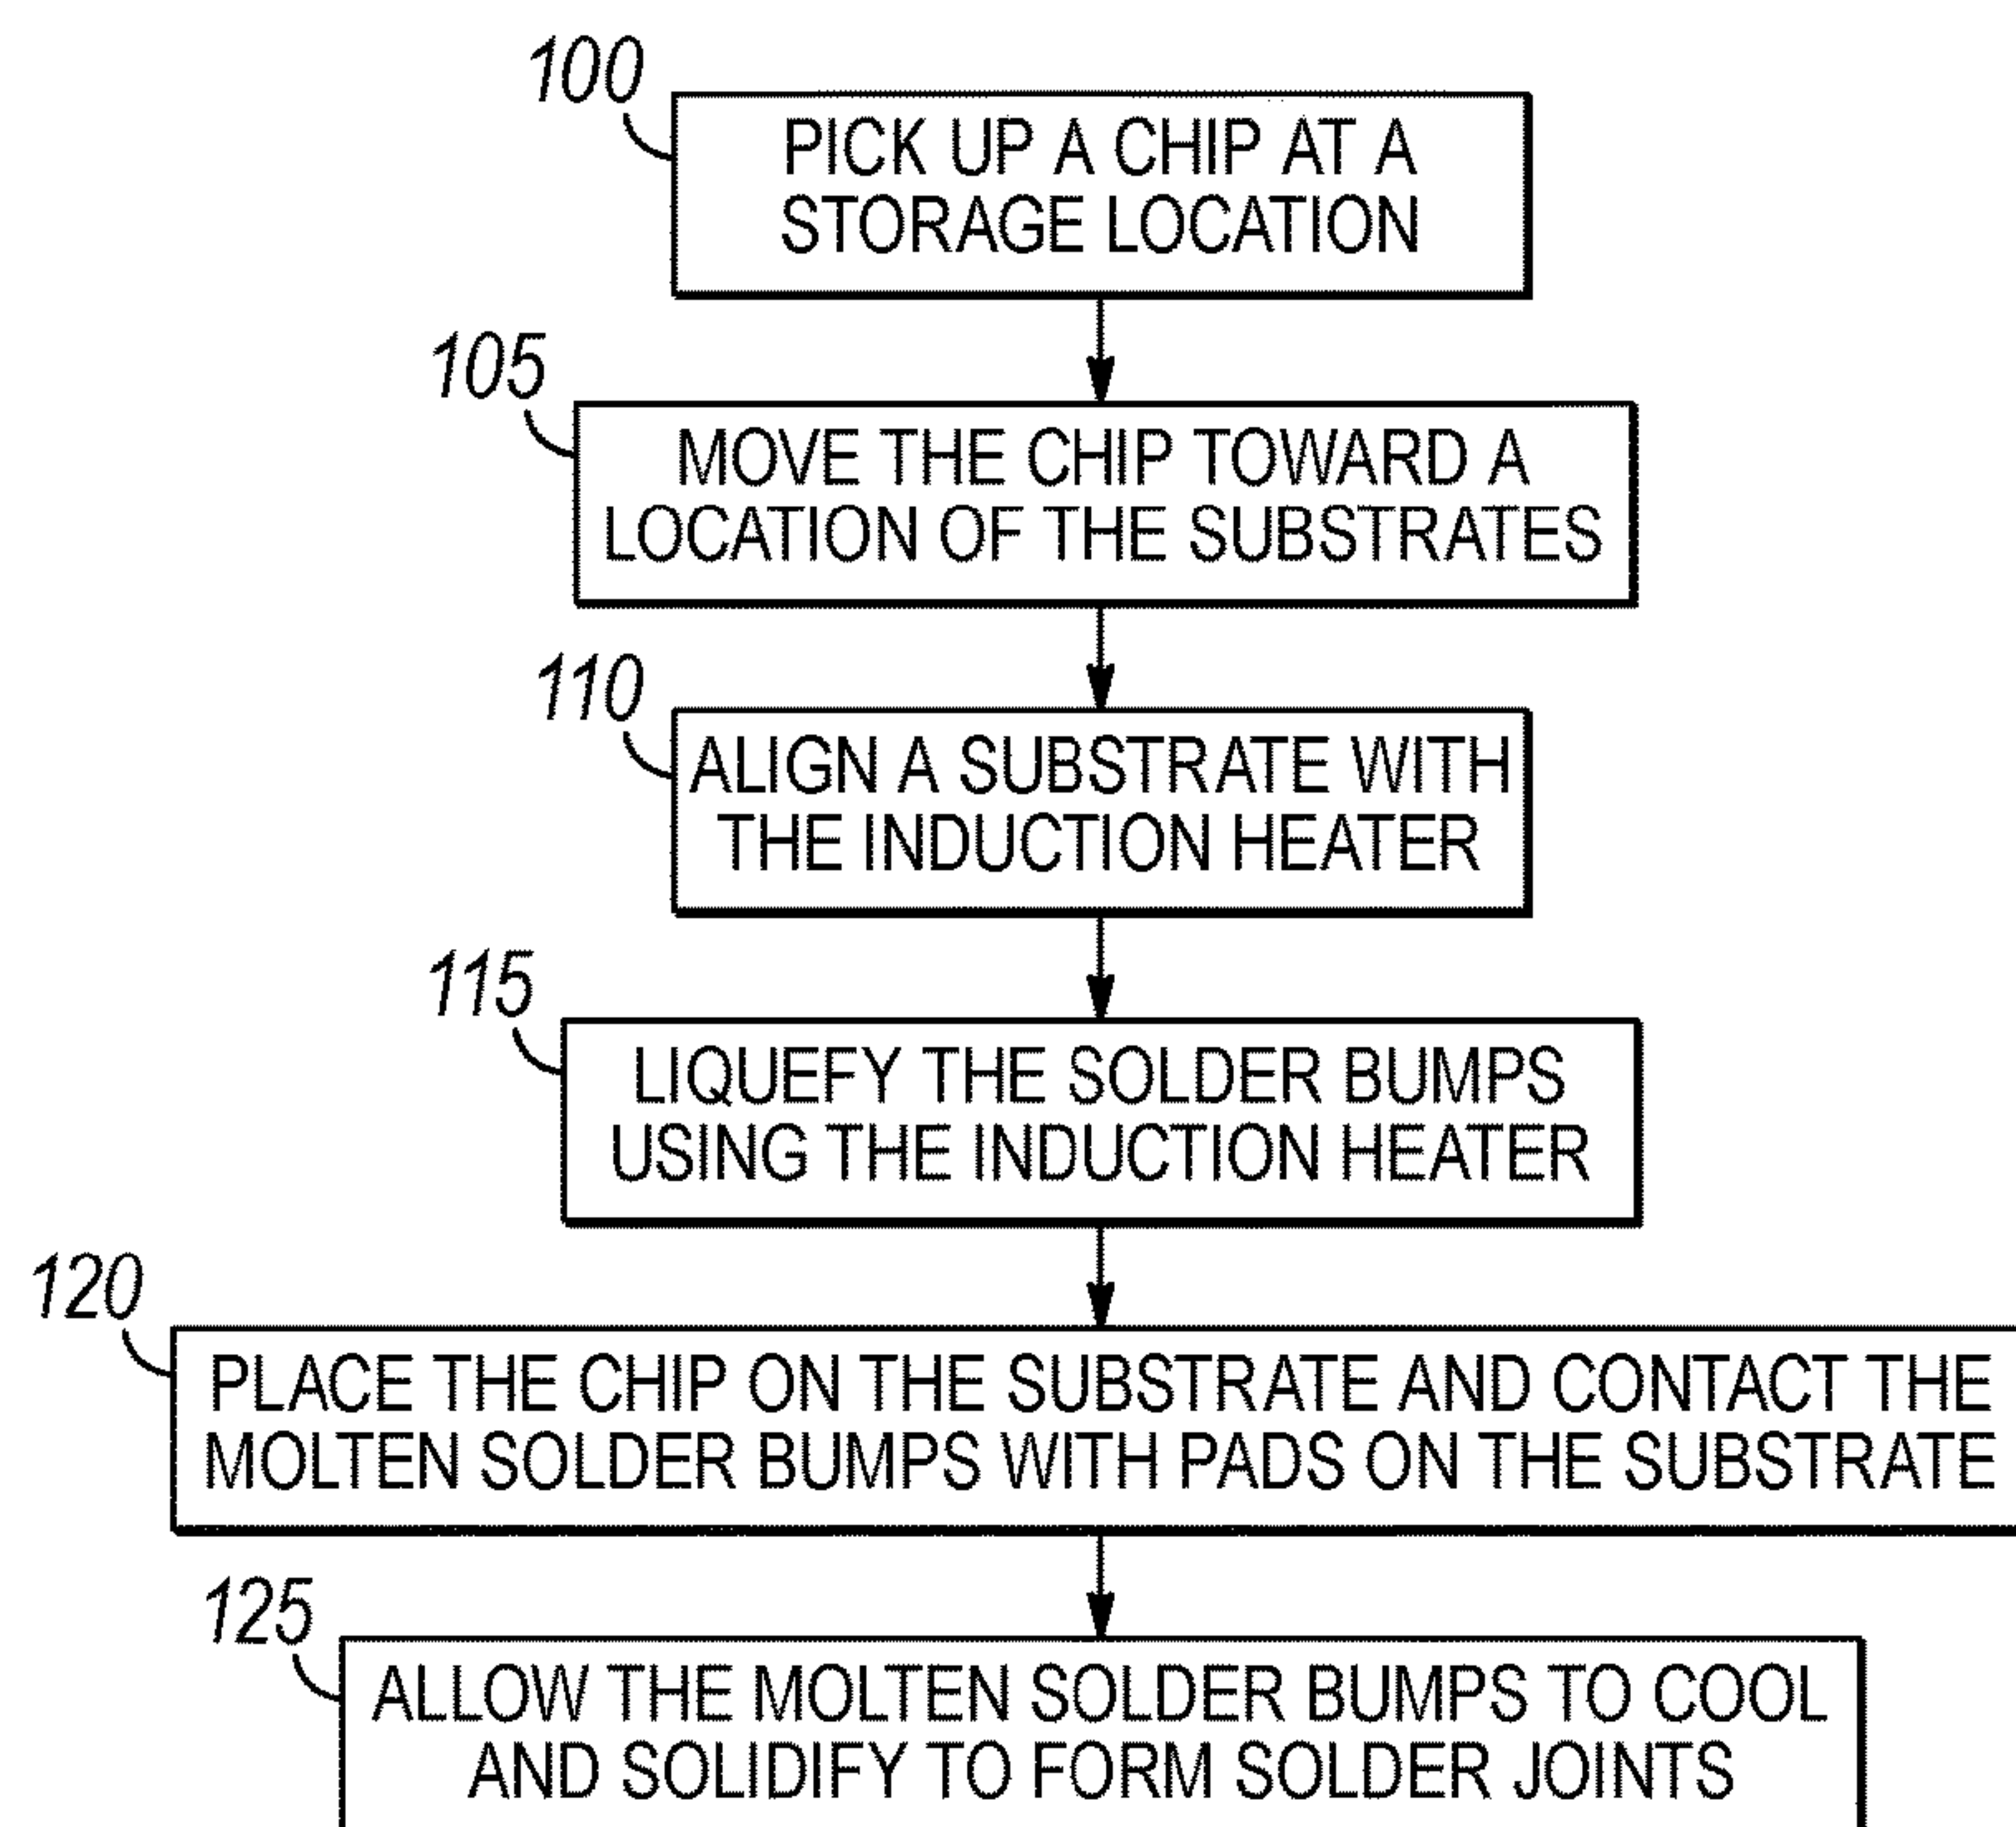 100
PICK UP A CHIP AT A
STORAGE LOCATION
105
MOVE THE CHIP TOWARD A
LOCATION OF THE SUBSTRATES
110
ALIGN A SUBSTRATE WITH
THE INDUCTION HEATER
115
LIQUEFY THE SOLDER BUMPS
USING THE INDUCTION HEATER
120
PLACE THE CHIP ON THE SUBSTRATE AND CONTACT THE
MOLTEN SOLDER BUMPS WITH PADS ON THE SUBSTRATE
125
ALLOW THE MOLTEN SOLDER BUMPS TO COOL
AND SOLIDIFY TO FORM SOLDER JOINTS